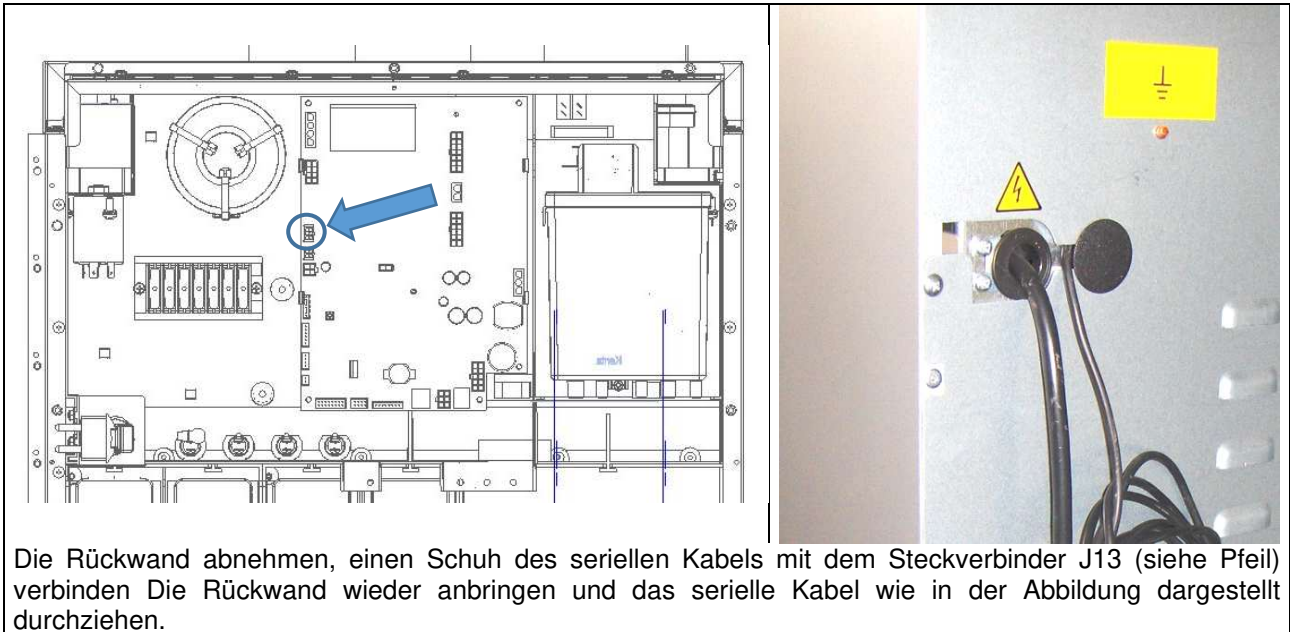 Kenta
Die Rückwand abnehmen, einen Schuh des seriellen Kabels mit dem Steckverbinder J13 (siehe Pfeil)
verbinden Die Rückwand wieder anbringen und das serielle Kabel wie in der Abbildung dargestellt
durchziehen.